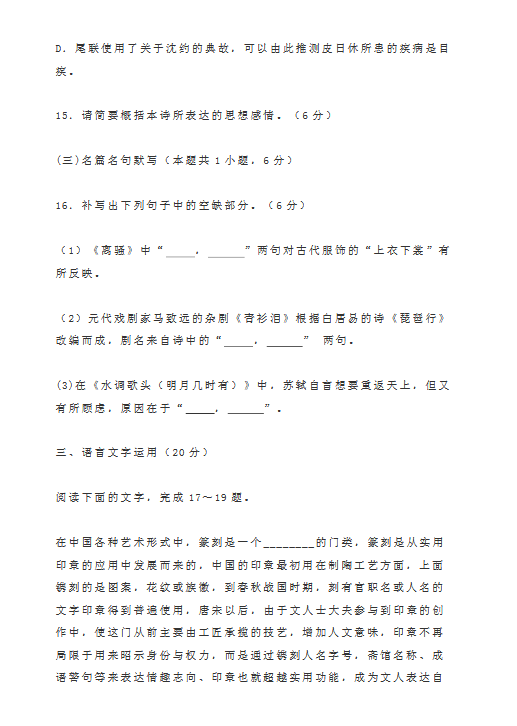 D. 尾联使用了关于沈约的典故，可以由此推测皮日休所患的疾病是目
疾。
15. 请简要概括本诗所表达的思想感情。（6分）
(三)名篇名句默写（本题共1小题，6分）
16. 补写出下列句子中的空缺部分。（6分）
（1）《离骚》中“_____，______”两句对古代服饰的“上衣下裳”有
所反映。
（2）元代戏剧家马致远的杂剧《青衫泪》根据白居易的诗《琵琶行》
改编而成，剧名来自诗中的“_____，______” 两句。
(3)在《水调歌头（明月几时有）》中，苏轼自言想要重返天上，但又
有所顾虑，原因在于“_____，______”。
三、语言文字运用（20分）
阅读下面的文字，完成17～19题。
在中国各种艺术形式中，篆刻是一个________的门类，篆刻是从实用
印章的应用中发展而来的，中国的印章最初用在制陶工艺方面，上面
镌刻的是图案，花纹或族徽，到春秋战国时期，刻有官职名或人名的
文字印章得到普遍使用，唐末以后，由于文人士大夫参与到印章的创
作中，使这门从前主要由工匠承揽的技艺，增加人文意味，印章不再
局限于用来昭示身份与权力，而是通过镌刻人名字号，斋馆名称、成
语警句等来表达情趣志向、印章也就超越实用功能，成为文人表达自